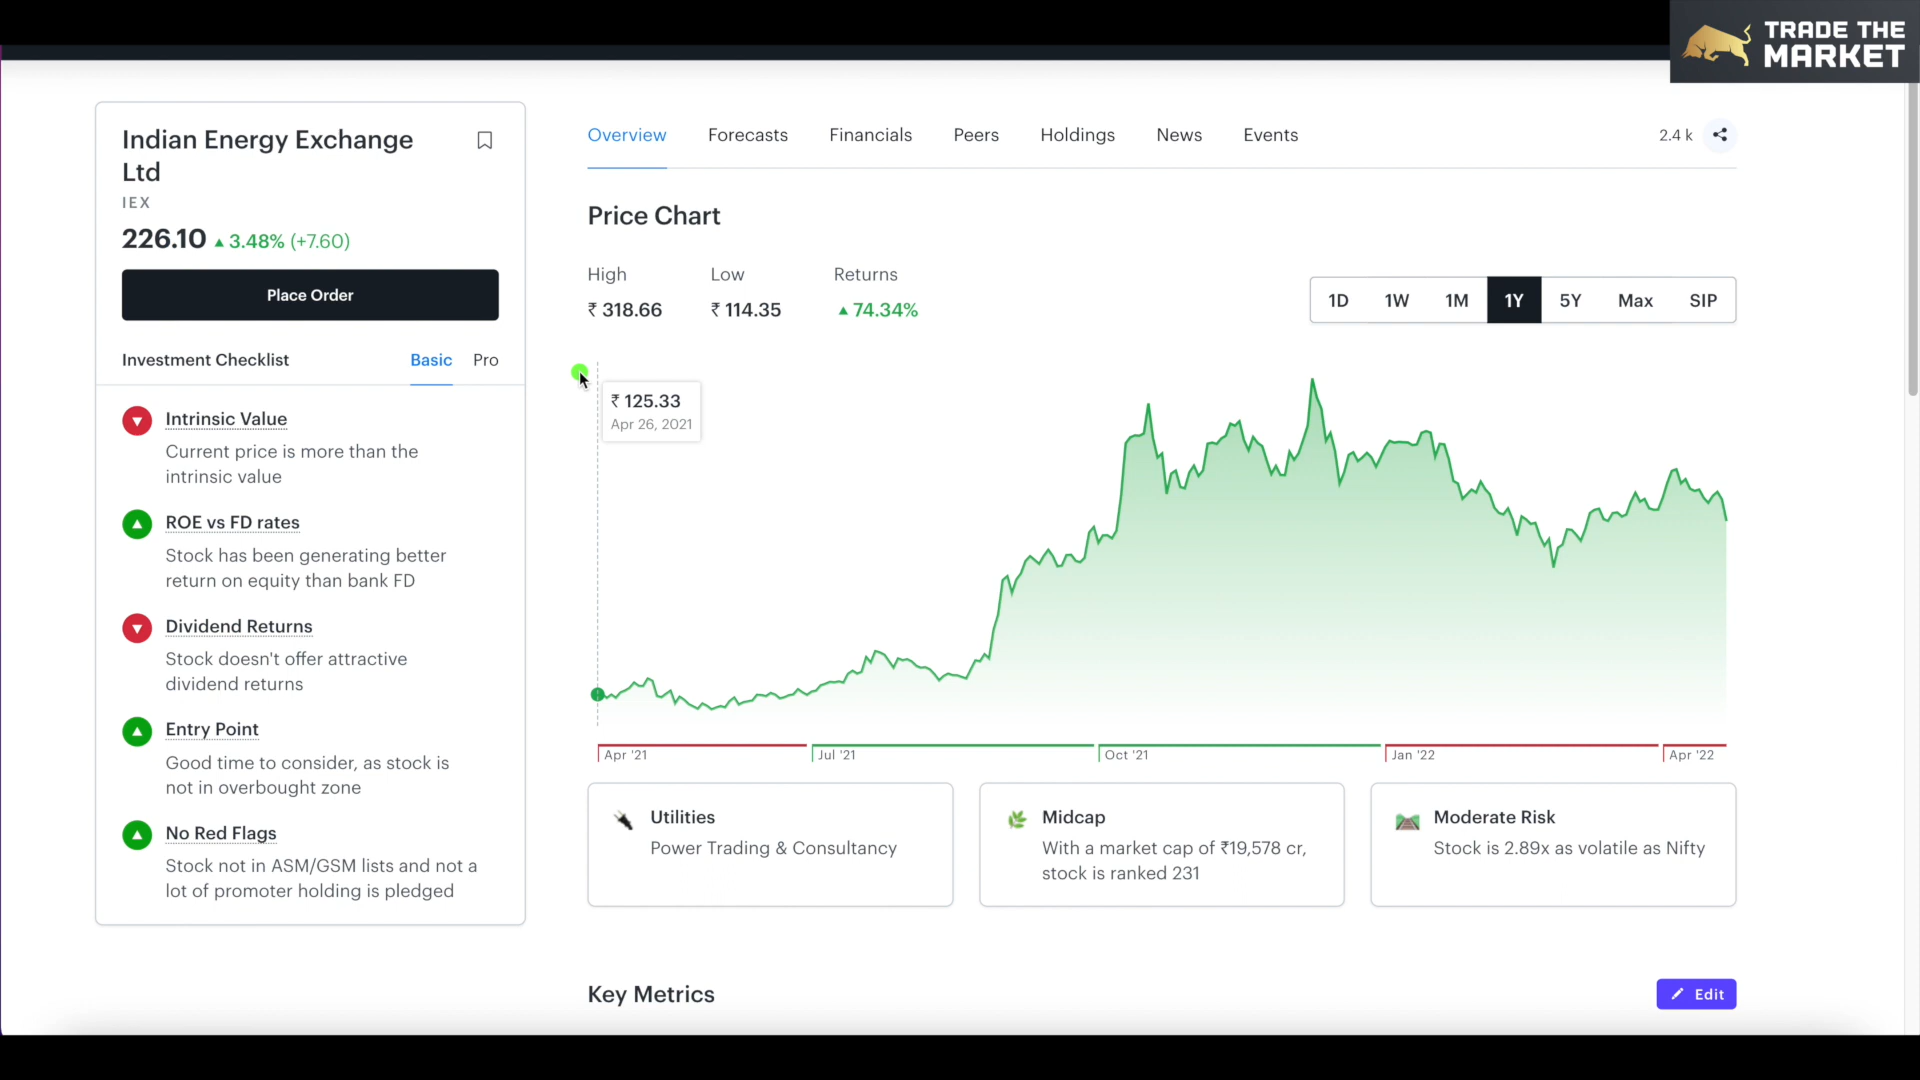 TRADE THE
MARKET
Indian Energy Exchange
Ltd
IEX
226.10 ▲ 3.48% (+7.60)
Place Order
Investment Checklist Basic Pro
Intrinsic Value
Current price is more than the
intrinsic value
ROE vs FD rates
Stock has been generating better
return on equity than bank FD
Dividend Returns
Stock doesn't offer attractive
dividend returns
Entry Point
Good time to consider, as stock is
not in overbought zone
No Red Flags
Stock not in ASM/GSM lists and not a
lot of promoter holding is pledged
Overview Forecasts Financials Peers Holdings News Events 2.4 k
Price Chart
High Low Returns
₹ 318.66 ₹ 114.35 ▲ 74.34%
1D 1W 1M 1Y 5Y Max SIP
₹ 125.33
Apr 26, 2021
Apr '21 Jul '21 Oct '21 Jan '22 Apr '22
Utilities
Power Trading & Consultancy
Midcap
With a market cap of ₹19,578 cr,
stock is ranked 231
Moderate Risk
Stock is 2.89x as volatile as Nifty
Key Metrics Edit